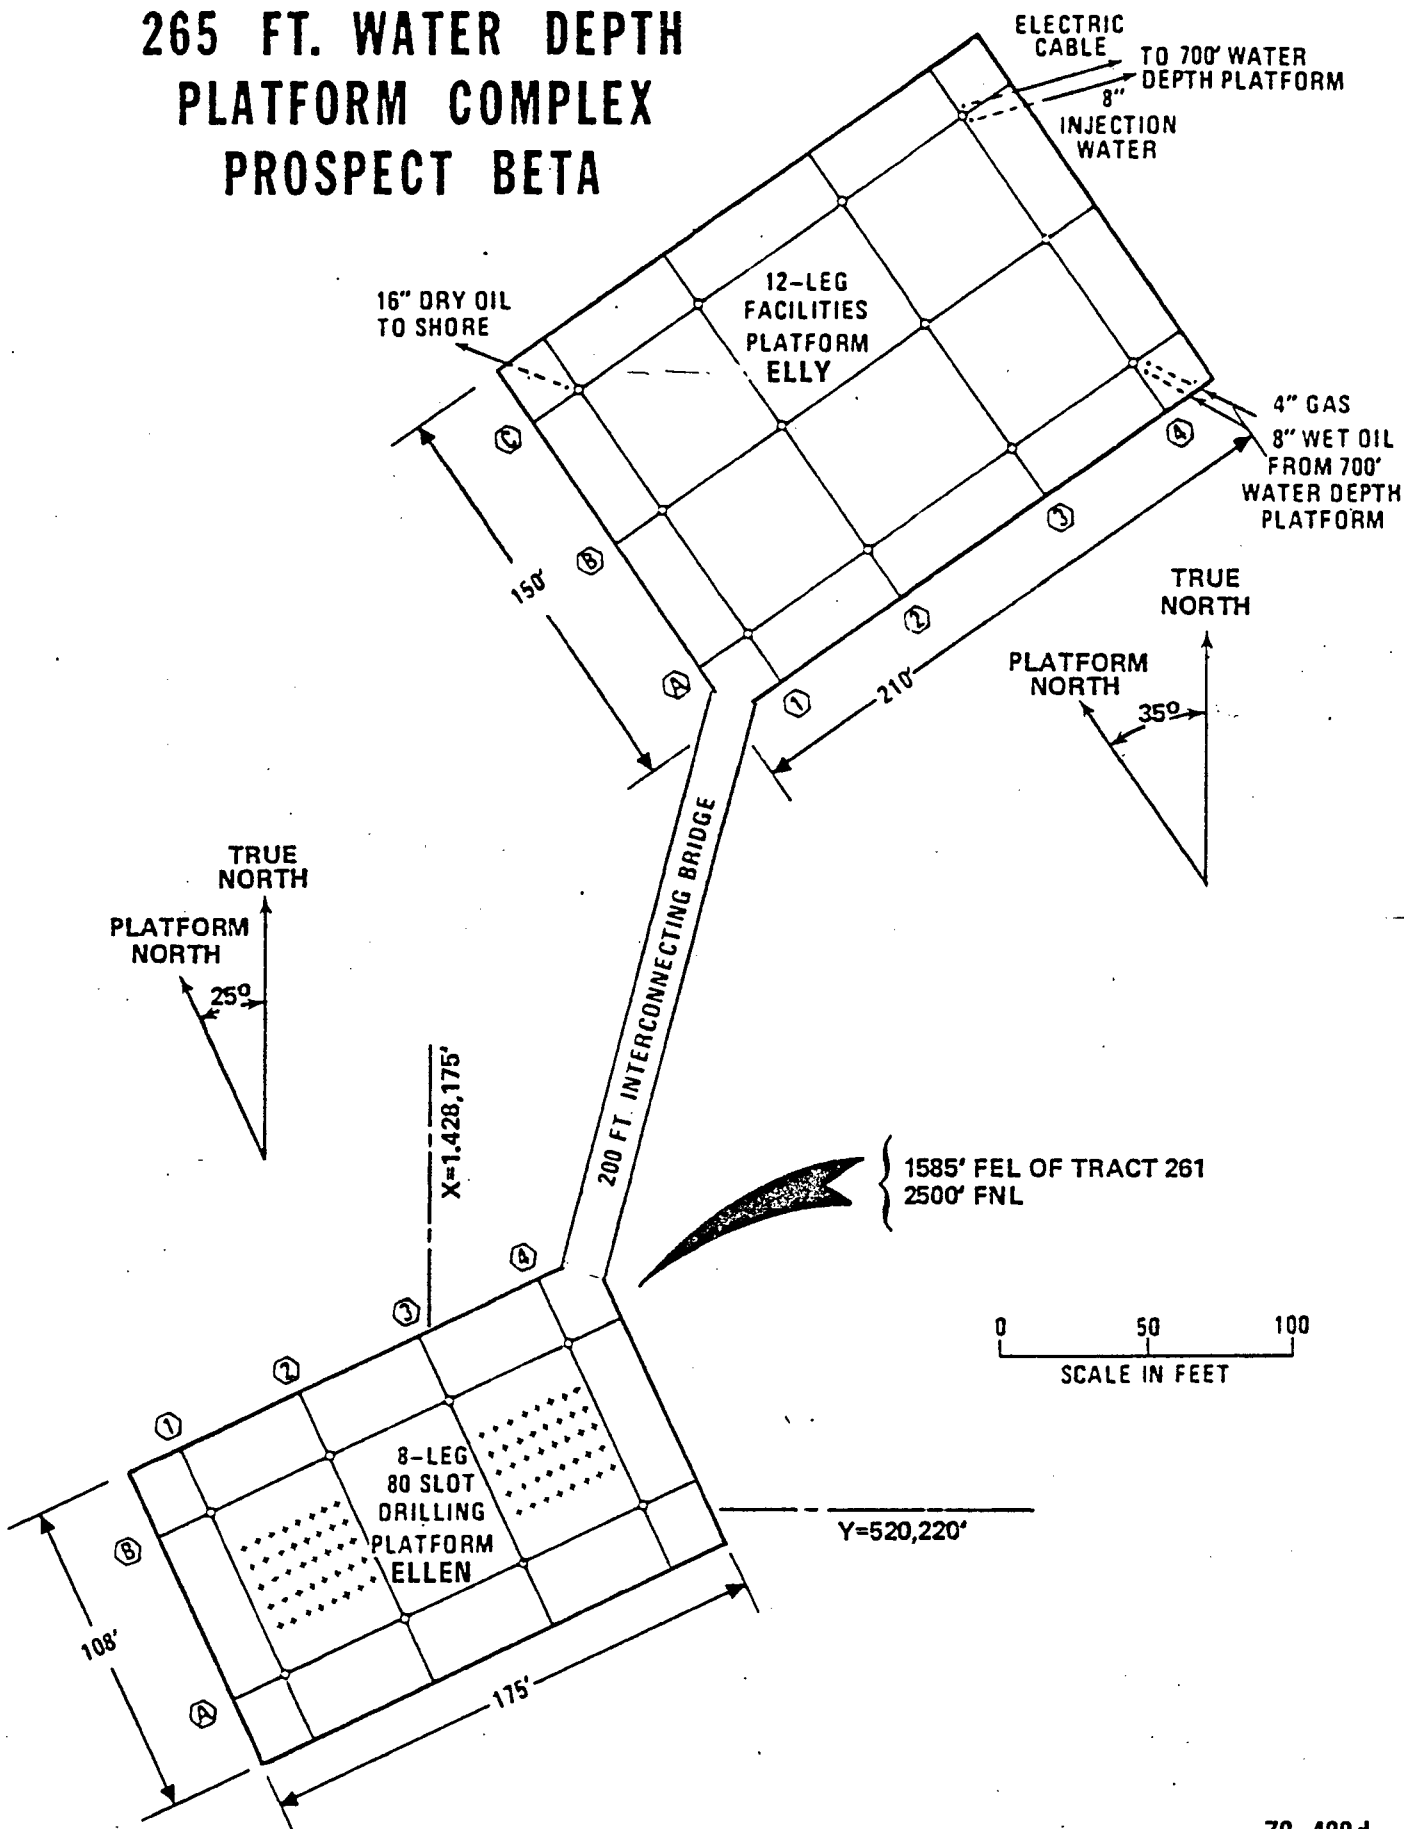 265 FT. WATER DEPTH
PLATFORM COMPLEX
PROSPECT BETA
ELECTRIC
CABLE
TO 700' WATER
DEPTH PLATFORM
8"
INJECTION
WATER
16" DRY OIL
TO SHORE
12-LEG
FACILITIES
PLATFORM
ELLY
4" GAS
8" WET OIL
FROM 700'
WATER DEPTH
PLATFORM
C
B
A
4
3
2
1
150'
210'
TRUE
NORTH
PLATFORM
NORTH
35°
200 FT. INTERCONNECTING BRIDGE
TRUE
NORTH
PLATFORM
NORTH
25°
X=1.428,175'
1585' FEL OF TRACT 261
2500' FNL
4
3
2
1
0 50 100
SCALE IN FEET
8-LEG
80 SLOT
DRILLING
PLATFORM
ELLEN
Y=520,220'
B
A
108'
175'